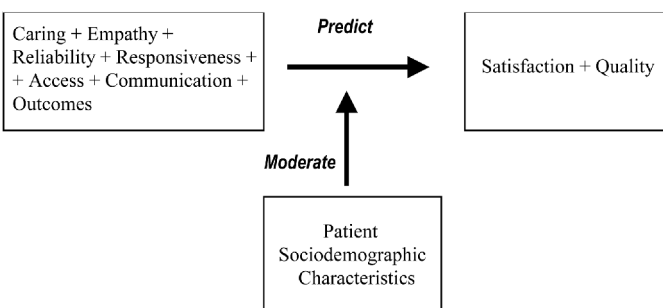 Caring + Empathy +
Reliability + Responsiveness +
+ Access + Communication +
Outcomes
Predict
Satisfaction + Quality
Moderate
Patient
Sociodemographic
Characteristics